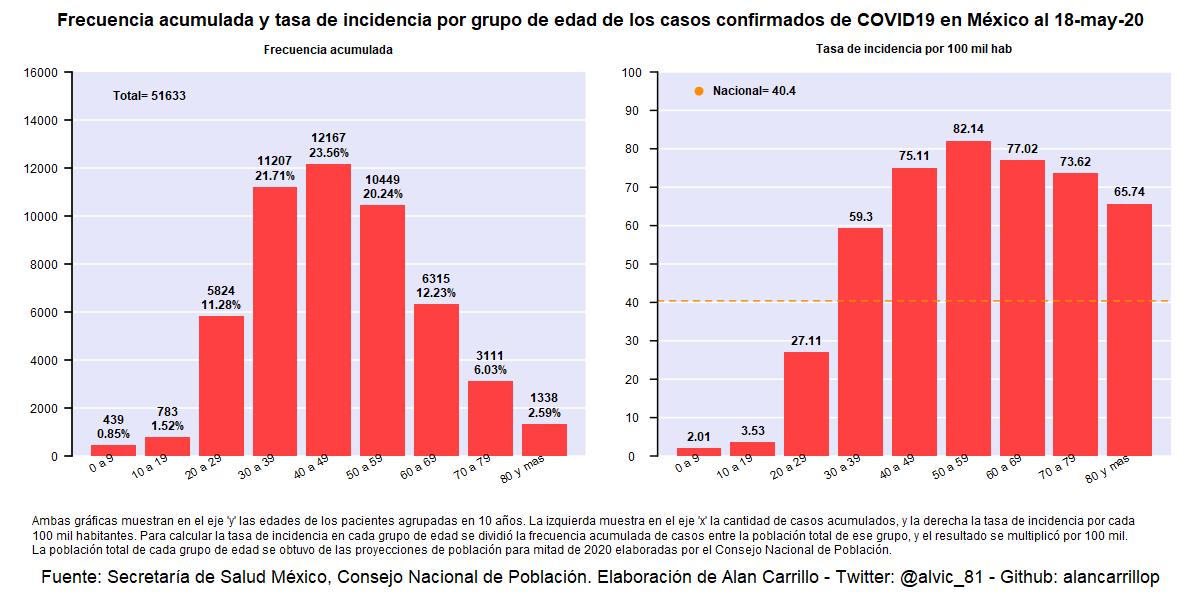 Frecuencia acumulada y tasa de incidencia por grupo de edad de los casos confirmados de COVID19 en México al 18-may-20
Frecuencia acumulada
16000
14000
12000
10000
8000
6000
4000
2000
0
Total= 51633
439
0.85%
783
1.52%
5824
11.28%
11207
21.71%
12167
23.56%
10449
20.24%
6315
12.23%
3111
6.03%
1338
2.59%
0 a 9
10 a 19
20 a 29
30 a 39
40 a 49
50 a 59
60 a 69
70 a 79
80 y mas
Tasa de incidencia por 100 mil hab
100
90
80
70
60
50
40
30
20
10
0
Nacional= 40.4
2.01
3.53
27.11
59.3
75.11
82.14
77.02
73.62
65.74
0 a 9
10 a 19
20 a 29
30 a 39
40 a 49
50 a 59
60 a 69
70 a 79
80 y mas
Ambas gráficas muestran en el eje 'y' las edades de los pacientes agrupadas en 10 años. La izquierda muestra en el eje 'x' la cantidad de casos acumulados, y la derecha la tasa de incidencia por cada
100 mil habitantes. Para calcular la tasa de incidencia en cada grupo de edad se dividió la frecuencia acumulada de casos entre la población total de ese grupo, y el resultado se multiplicó por 100 mil.
La población total de cada grupo de edad se obtuvo de las proyecciones de población para mitad de 2020 elaboradas por el Consejo Nacional de Población.
Fuente: Secretaría de Salud México, Consejo Nacional de Población. Elaboración de Alan Carrillo - Twitter: @alvic_81 - Github: alancarrillop